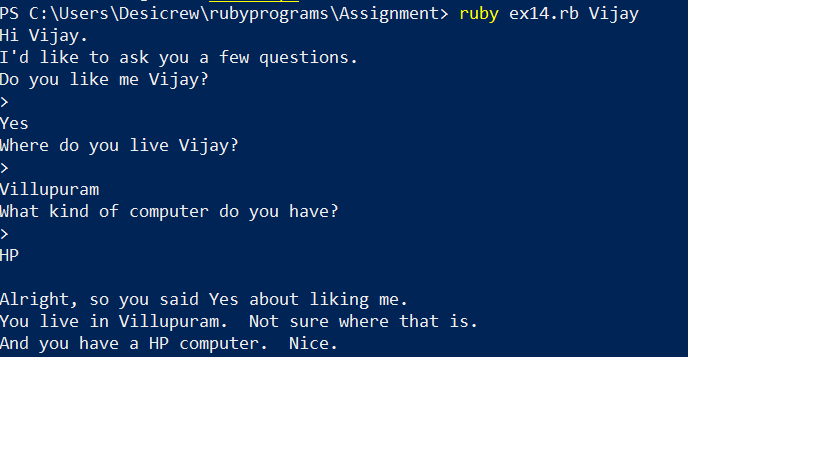 PS C:\Users\Desicrew\rubyprograms\Assignment> ruby ex14.rb Vijay
Hi Vijay.
I'd like to ask you a few questions.
Do you like me Vijay?
>
Yes
Where do you live Vijay?
>
Villupuram
What kind of computer do you have?
>
HP
Alright, so you said Yes about liking me.
You live in Villupuram.  Not sure where that is.
And you have a HP computer.  Nice.